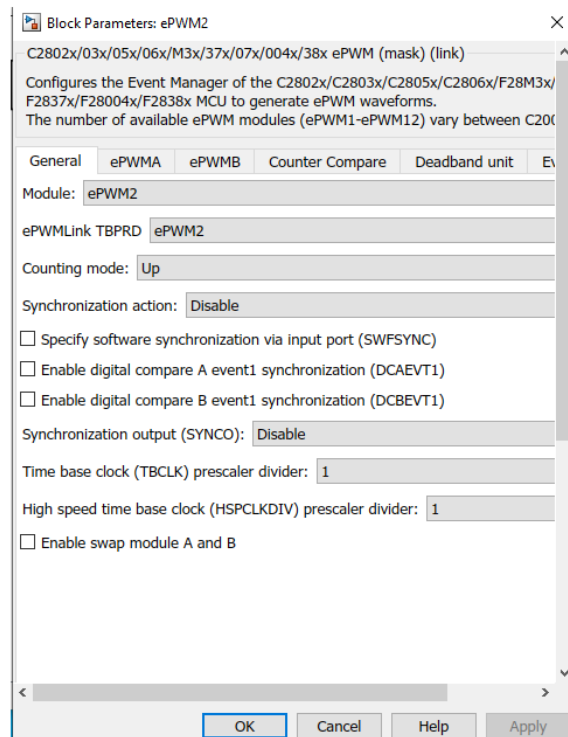 Block Parameters: ePWM2
C2802x/03x/05x/06x/M3x/37x/07x/004x/38x ePWM (mask) (link)
Configures the Event Manager of the C2802x/C2803x/C2805x/C2806x/F28M3x/
F2837x/F28004x/F2838x MCU to generate ePWM waveforms.
The number of available ePWM modules (ePWM1-ePWM12) vary between C200
General ePWMA ePWMB Counter Compare Deadband unit Ev
Module: ePWM2
ePWMLink TBPRD ePWM2
Counting mode: Up
Synchronization action: Disable
Specify software synchronization via input port (SWFSYNC)
Enable digital compare A event1 synchronization (DCAEVT1)
Enable digital compare B event1 synchronization (DCBEVT1)
Synchronization output (SYNCO): Disable
Time base clock (TBCLK) prescaler divider: 1
High speed time base clock (HSPCLKDIV) prescaler divider: 1
Enable swap module A and B
OK Cancel Help Apply